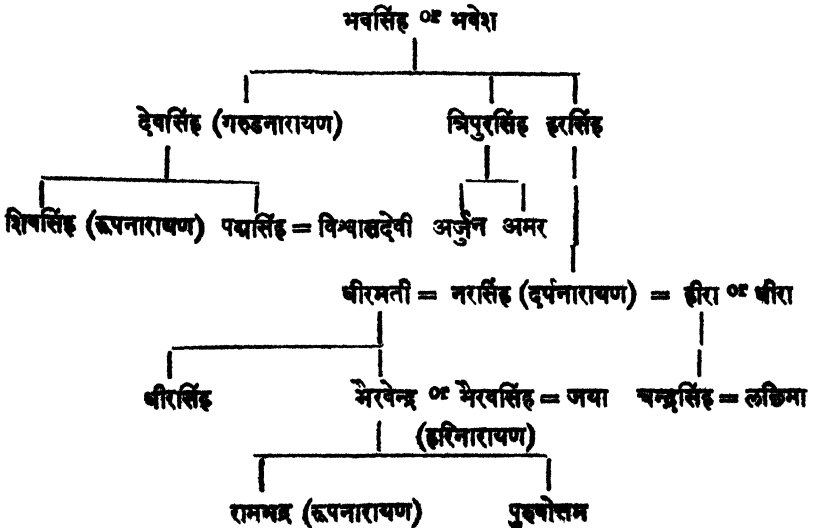 भवसिंह or भवेश
देवसिंह (गरुडनारायण) त्रिपुरसिंह हरसिंह
शिवसिंह (रूपनारायण) पद्मसिंह = विश्वासदेवी अर्जुन अमर
धीरमती = नरसिंह (दर्पनारायण) = हीरा or धीरा
धीरसिंह भैरवेन्द्र or भैरवसिंह = जया चन्द्रसिंह = लछिमा
(हरिनारायण)
रामभद्र (रूपनारायण) पुरुषोत्तम